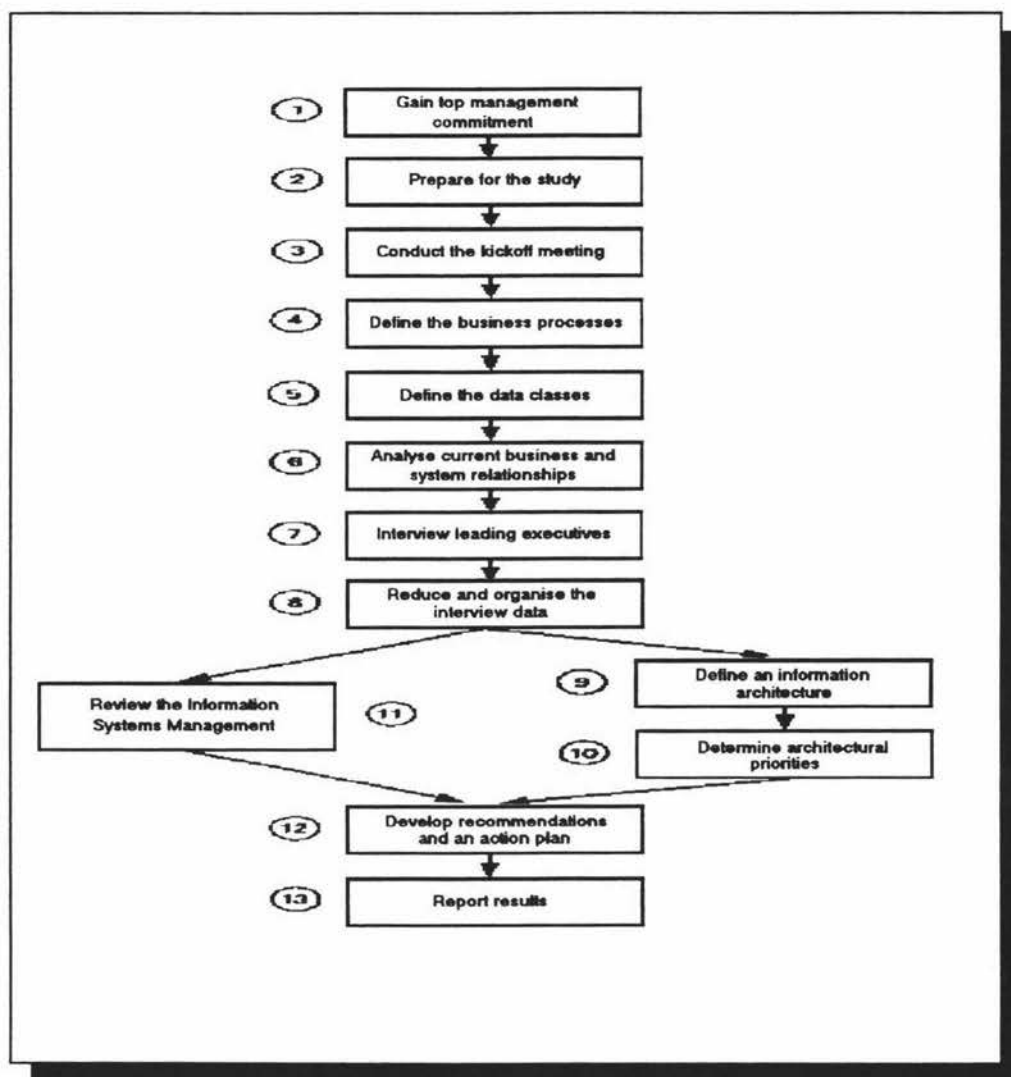 1
Gain top management
commitment
2
Prepare for the study
3
Conduct the kickoff meeting
4
Define the business processes
5
Define the data classes
6
Analyse current business and
system relationships
7
Interview leading executives
8
Reduce and organise the
interview data
9
Define an information
architecture
Review the Information
Systems Management
11
10
Determine architectural
priorities
12
Develop recommendations
and an action plan
13
Report results